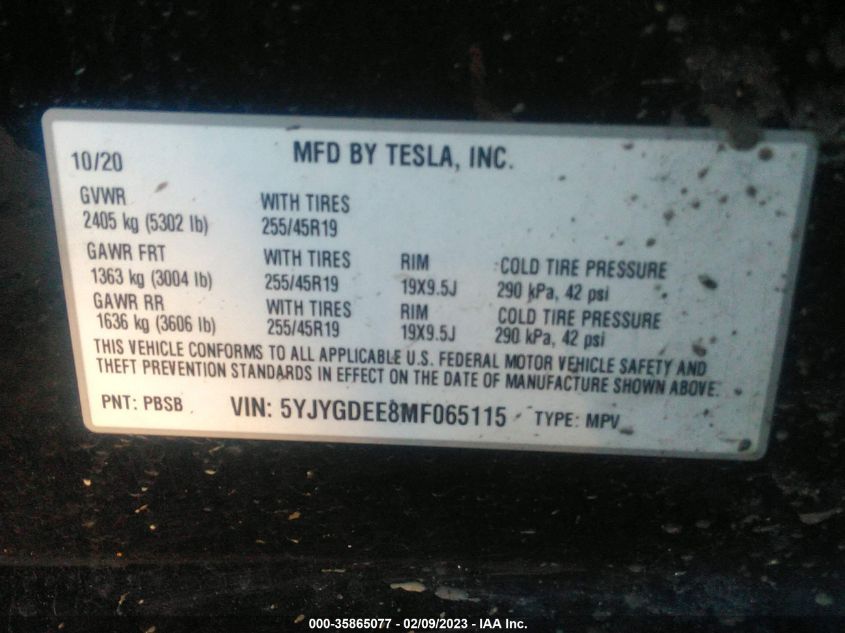 10/20 MFD BY TESLA, INC.
GVWR WITH TIRES
2405 kg (5302 lb) 255/45R19
GAWR FRT WITH TIRES RIM COLD TIRE PRESSURE
1363 kg (3004 lb) 255/45R19 19X9.5J 290 kPa, 42 psi
GAWR RR WITH TIRES RIM COLD TIRE PRESSURE
1636 kg (3606 lb) 255/45R19 19X9.5J 290 kPa, 42 psi
THIS VEHICLE CONFORMS TO ALL APPLICABLE U.S. FEDERAL MOTOR VEHICLE SAFETY AND
THEFT PREVENTION STANDARDS IN EFFECT ON THE DATE OF MANUFACTURE SHOWN ABOVE.
PNT: PBSB VIN: 5YJYGDEE8MF065115 TYPE: MPV
000-35865077 - 02/09/2023 - IAA Inc.